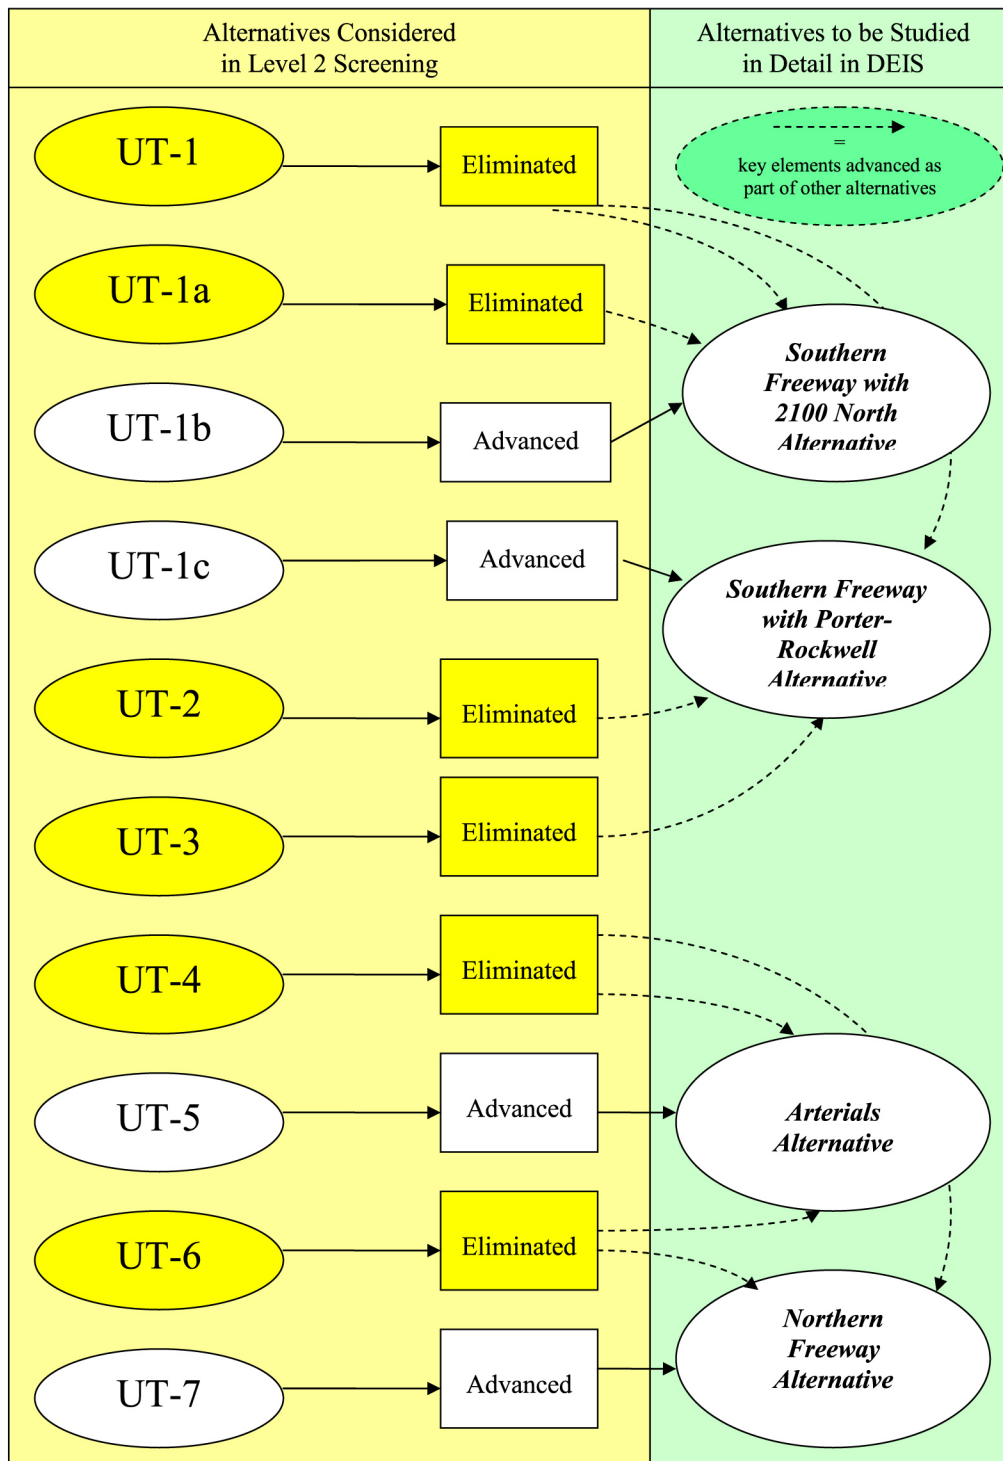 Alternatives Considered
in Level 2 Screening
Alternatives to be Studied
in Detail in DEIS
UT-1
Eliminated
=
key elements advanced as
part of other alternatives
UT-1a
Eliminated
Southern
Freeway with
2100 North
Alternative
UT-1b
Advanced
UT-1c
Advanced
Southern Freeway
with Porter-
Rockwell
Alternative
UT-2
Eliminated
UT-3
Eliminated
UT-4
Eliminated
UT-5
Advanced
Arterials
Alternative
UT-6
Eliminated
Northern
Freeway
Alternative
UT-7
Advanced